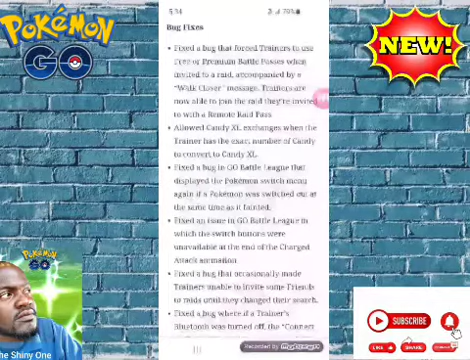 POKÉMON
GO
5:34
70%
NEW!
Bug Fixes
• Fixed a bug that forced Trainers to use
Free or Premium Battle Passes when
invited to a raid, accompanied by a
"Walk Closer" message. Trainers are
now able to join the raid they're invited
to with a Remote Raid Pass
• Allowed Candy XL exchanges when the
Trainer has the exact number of Candy
to convert to Candy XL.
• Fixed a bug in GO Battle League that
displayed the Pokémon switch menu
again if a Pokémon was switched out at
the same time as it fainted.
• Fixed an issue in GO Battle League in
which the switch buttons were
unavailable at the end of the Charged
Attack animation
• Fixed a bug that occasionally made
Trainers unable to invite some Friends
to raids until they changed their search.
• Fixed a bug where if a Trainer's
Bluetooth was turned off, the "Connect
POKÉMON
GO
The Shiny One
Recorded by
SUBSCRIBE
LIKE
SHARE